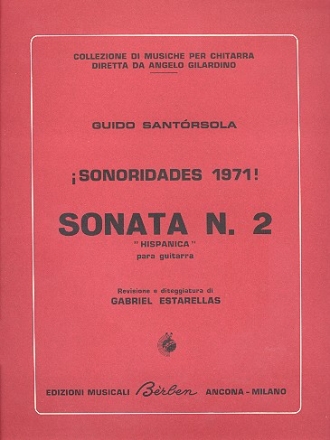 COLLEZIONE DI MUSICHE PER CHITARRA
DIRETTA DA ANGELO GILARDINO
GUIDO SANTÓRSOLA
¡SONORIDADES 1971!
SONATA N. 2
"HISPANICA"
para guitarra
Revisione e diteggiatura di
GABRIEL ESTARELLAS
EDIZIONI MUSICALI Bèrben ANCONA - MILANO